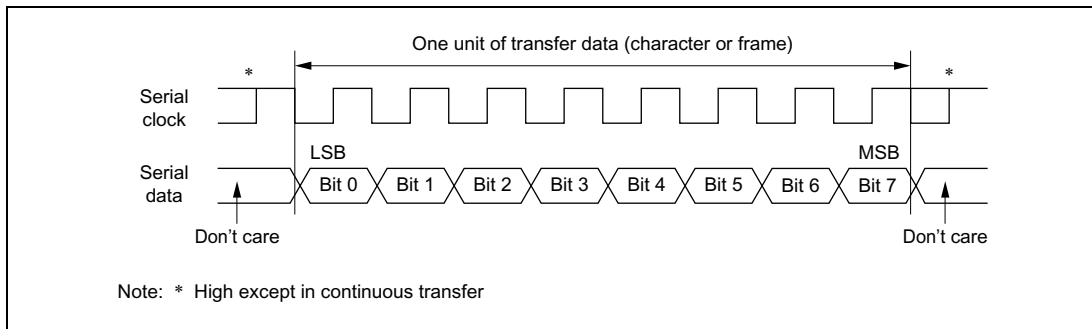 One unit of transfer data (character or frame)
* *
Serial
clock
LSB MSB
Serial
data
Bit 0 Bit 1 Bit 2 Bit 3 Bit 4 Bit 5 Bit 6 Bit 7
Don't care Don't care
Note: * High except in continuous transfer